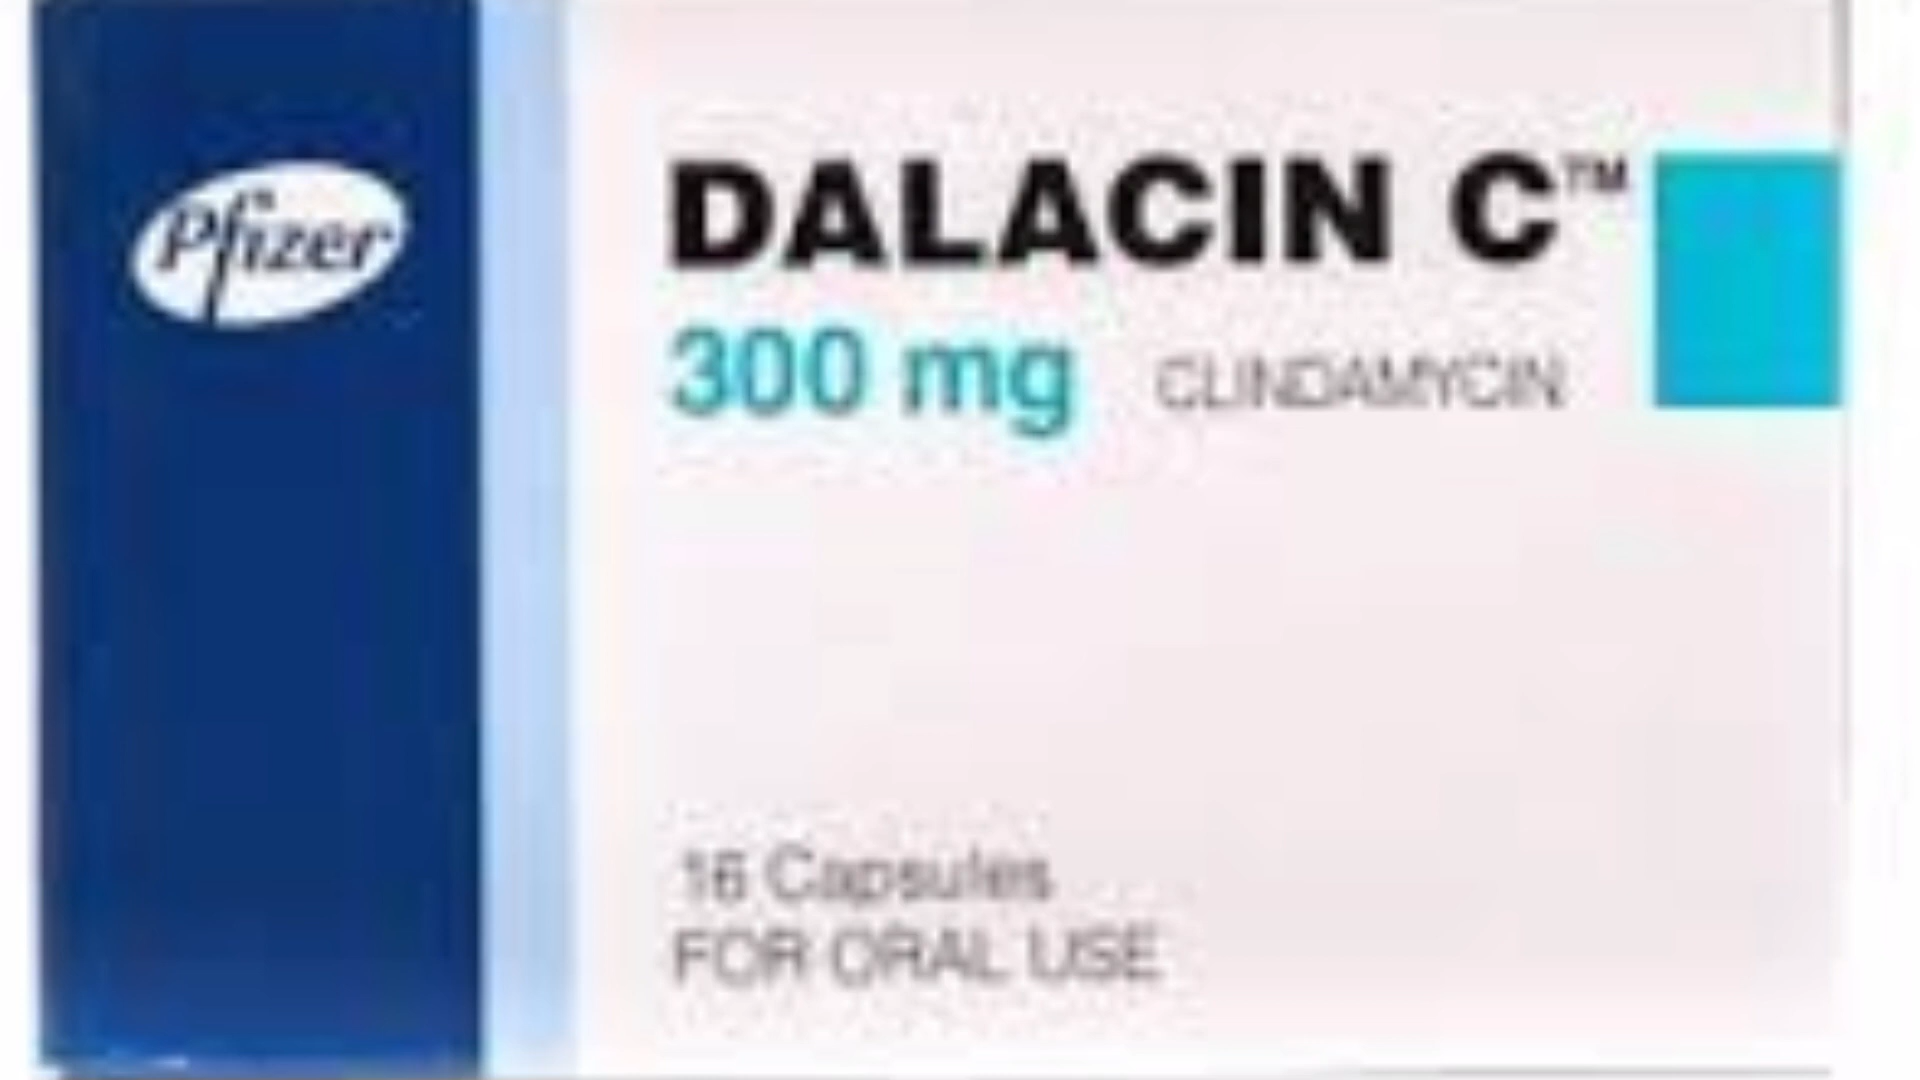 Pfizer
DALACIN C™
300 mg CLINDAMYCIN
16 Capsules
FOR ORAL USE